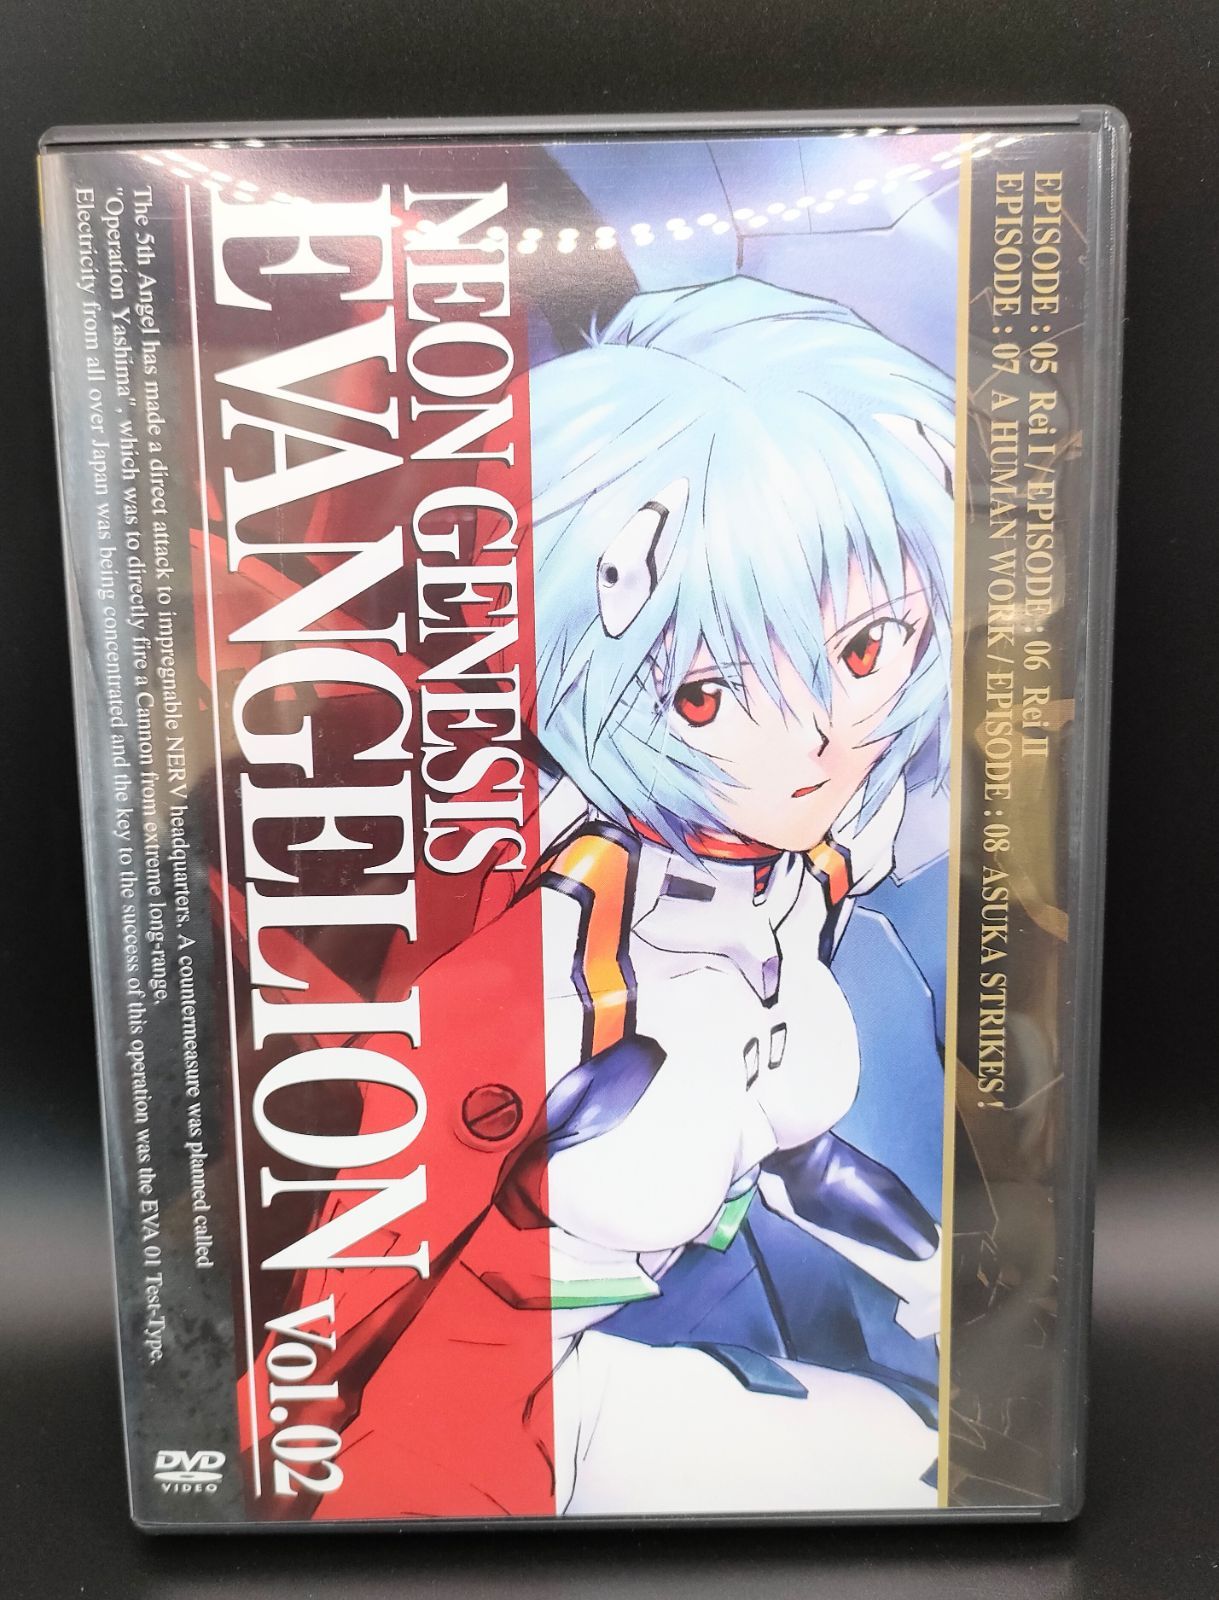 EPISODE : 05 Rei I / EPISODE : 06 Rei II
EPISODE : 07 A HUMAN WORK / EPISODE : 08 ASUKA STRIKES !
NEON GENESIS
EVANGELION Vol.02
The 5th Angel has made a direct attack to impregnable NERV headquarters. A countermeasure was planned called
"Operation Yashima", which was to directly fire a Cannon from extreme long-range.
Electricity from all over Japan was being concentrated and the key to the success of this operation was the EVA 01 Test-Type.
DVD
VIDEO